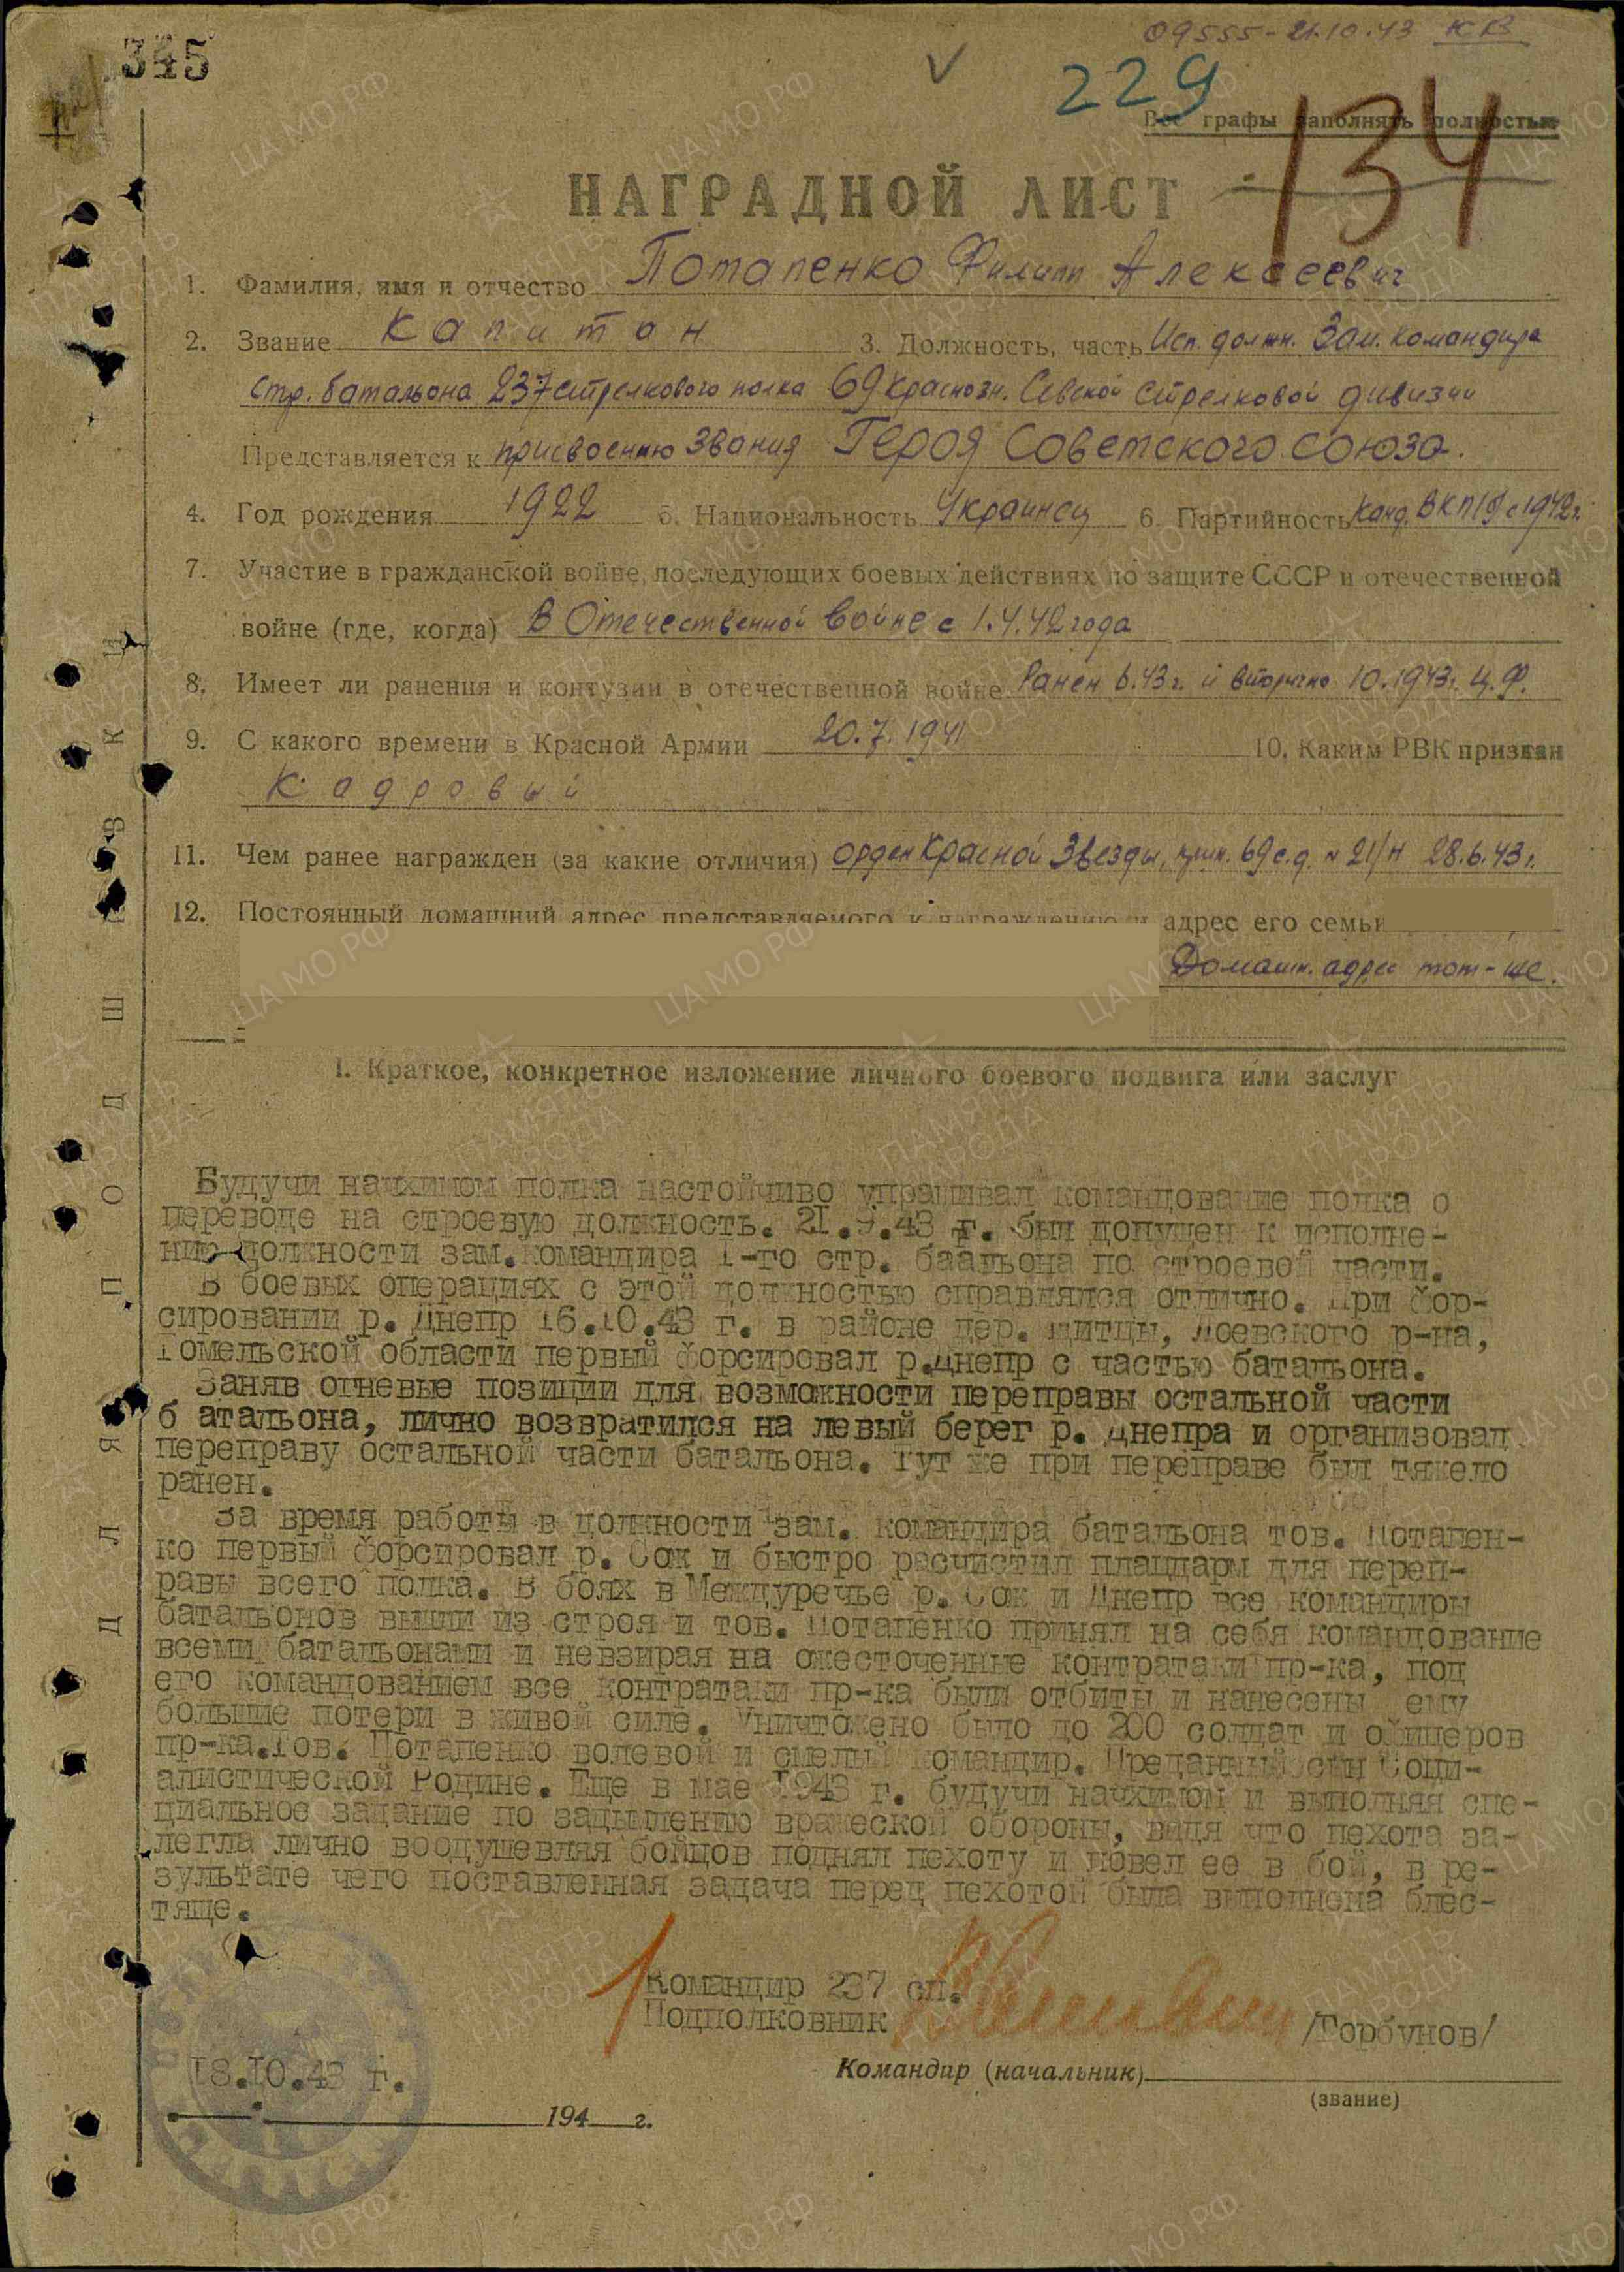 345
09555-21.10.43 КВ
229
Все графы заполнять полностью
134
НАГРАДНОЙ ЛИСТ
1. Фамилия, имя и отчество Потапенко Филипп Алексеевич
2. Звание Капитан 3. Должность, часть Исп. должн. Зам. командира
стр. батальона 237 стрелкового полка 69 Краснозн. Севской стрелковой дивизии
Представляется к присвоению звания Героя Советского союза.
4. Год рождения 1922 5. Национальность Украинец 6. Партийность Канд. ВКП(б) с 1942 г.
7. Участие в гражданской войне, последующих боевых действиях по защите СССР и отечественной
войне (где, когда) В Отечественной войне с 1.4.42 года
8. Имеет ли ранения и контузии в отечественной войне Ранен 6.43 г. и вторично 10.1943 г. Ц.Ф.
9. С какого времени в Красной Армии 20.7.1941 10. Каким РВК призван
Кадровый
11. Чем ранее награжден (за какие отличия) орден Красной Звезды, прик. 69 с.д. № 21/н 28.6.43 г.
12. Постоянный домашний адрес представляемого к награждению и адрес его семьи
Домашн. адрес тот-же.
I. Краткое, конкретное изложение личного боевого подвига или заслуг
Будучи начхимом полка настойчиво упрашивал командование полка о
переводе на строевую должность. 21.9.43 г. был допущен к исполне-
нию должности зам.командира 1-го стр. баальона по строевой части.
В боевых операциях с этой должностью справлялся отлично. При фор-
сировании р. Днепр 16.10.43 г. в районе дер. Щитцы, Лоевского р-на,
Гомельской области первый форсировал р.Днепр с частью батальона.
Заняв огневые позиции для возможности переправы остальной части
б атальона, лично возвратился на левый берег р. Днепра и организовал
переправу остальной части батальона. Тут же при переправе был тяжело
ранен.
За время работы в должности зам. командира батальона тов. Потапен-
ко первый форсировал р. Сож и быстро расчистил плацдарм для переп-
равы всего полка. В боях в Междуречье р. Сож и Днепр все командиры
батальонов вышли из строя и тов. Потапенко принял на себя командование
всеми батальонами и невзирая на ожесточенные контратаки пр-ка, под
его командованием все контратаки пр-ка были отбиты и нанесены ему
большие потери в живой силе. Уничтожено было до 200 солдат и офицеров
пр-ка.Тов. Потапенко волевой и смелый командир. Преданный сын Соци-
алистической Родине. Еще в мае 1943 г. будучи начхимом и выполняя спе-
циальное задание по задымлению вражеской обороны, видя что пехота за-
легла лично воодушевляя бойцов поднял пехоту и повел ее в бой, в ре-
зультате чего поставленная задача перед пехотой была выполнена блес-
тяще.
Командир 237 сп.
Подполковник /Горбунов/
18.10.43 г.
Командир (начальник)
(звание)
194 г.
ДЛЯ ПОДШИВКИ
ЦА МО РФ
ПАМЯТЬ НАРОДА